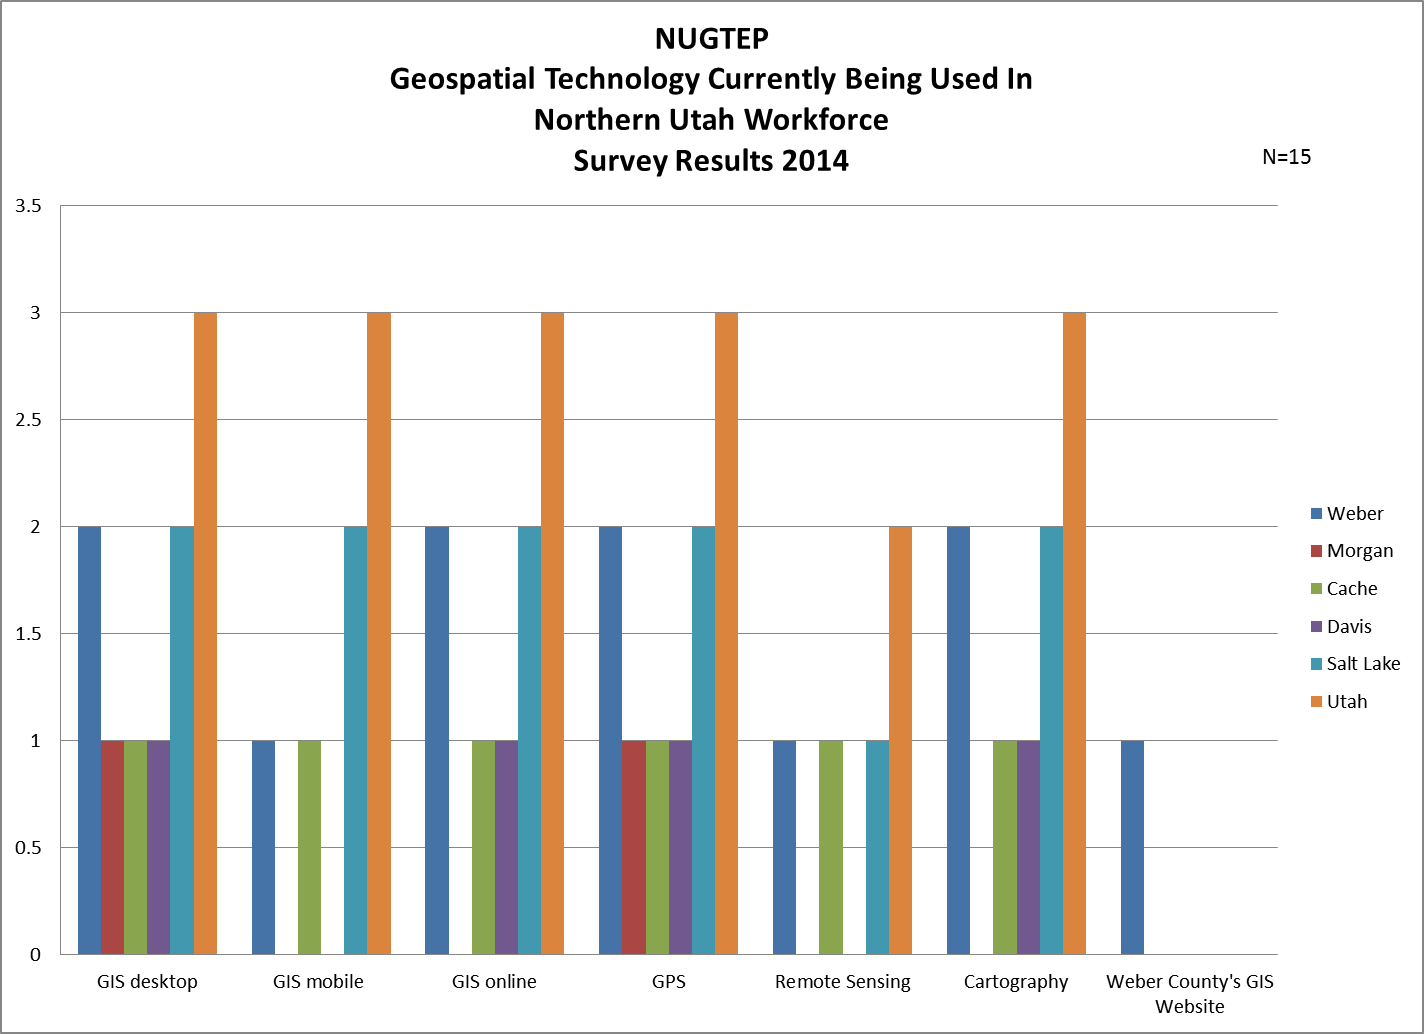 NUGTEP
Geospatial Technology Currently Being Used In
Northern Utah Workforce
Survey Results 2014
N=15
3.5
3
2.5
2
1.5
1
0.5
0
GIS desktop
GIS mobile
GIS online
GPS
Remote Sensing
Cartography
Weber County's GIS
Website
Weber
Morgan
Cache
Davis
Salt Lake
Utah